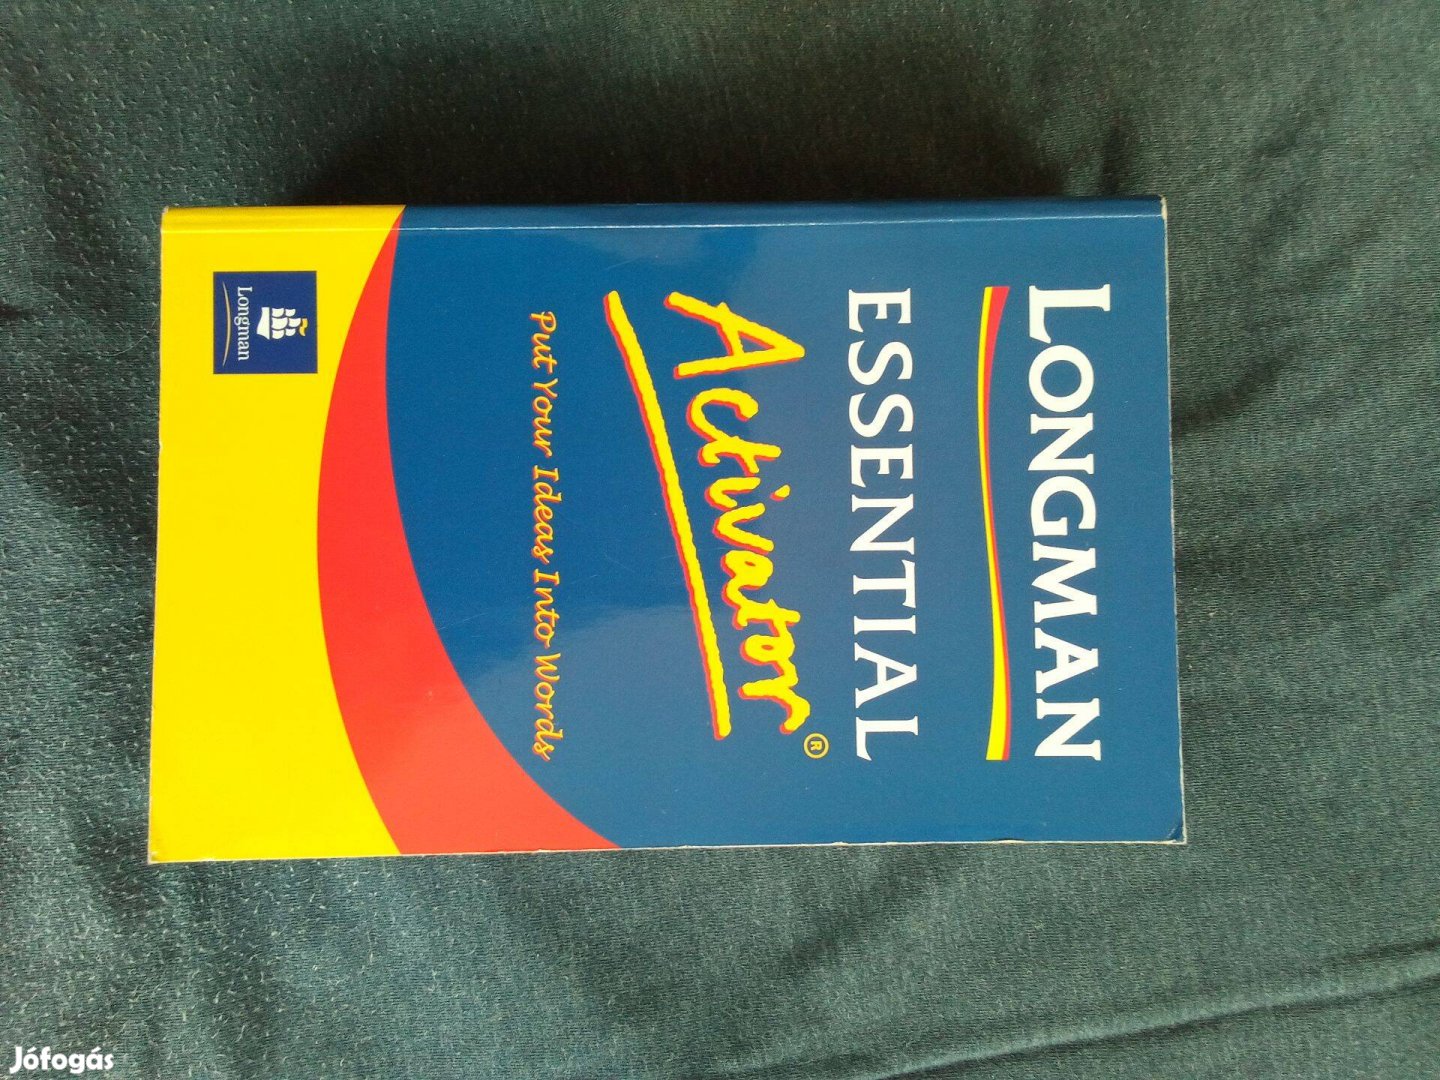 LONGMAN
ESSENTIAL
Activator®
Put Your Ideas Into Words
Longman
Jófogás